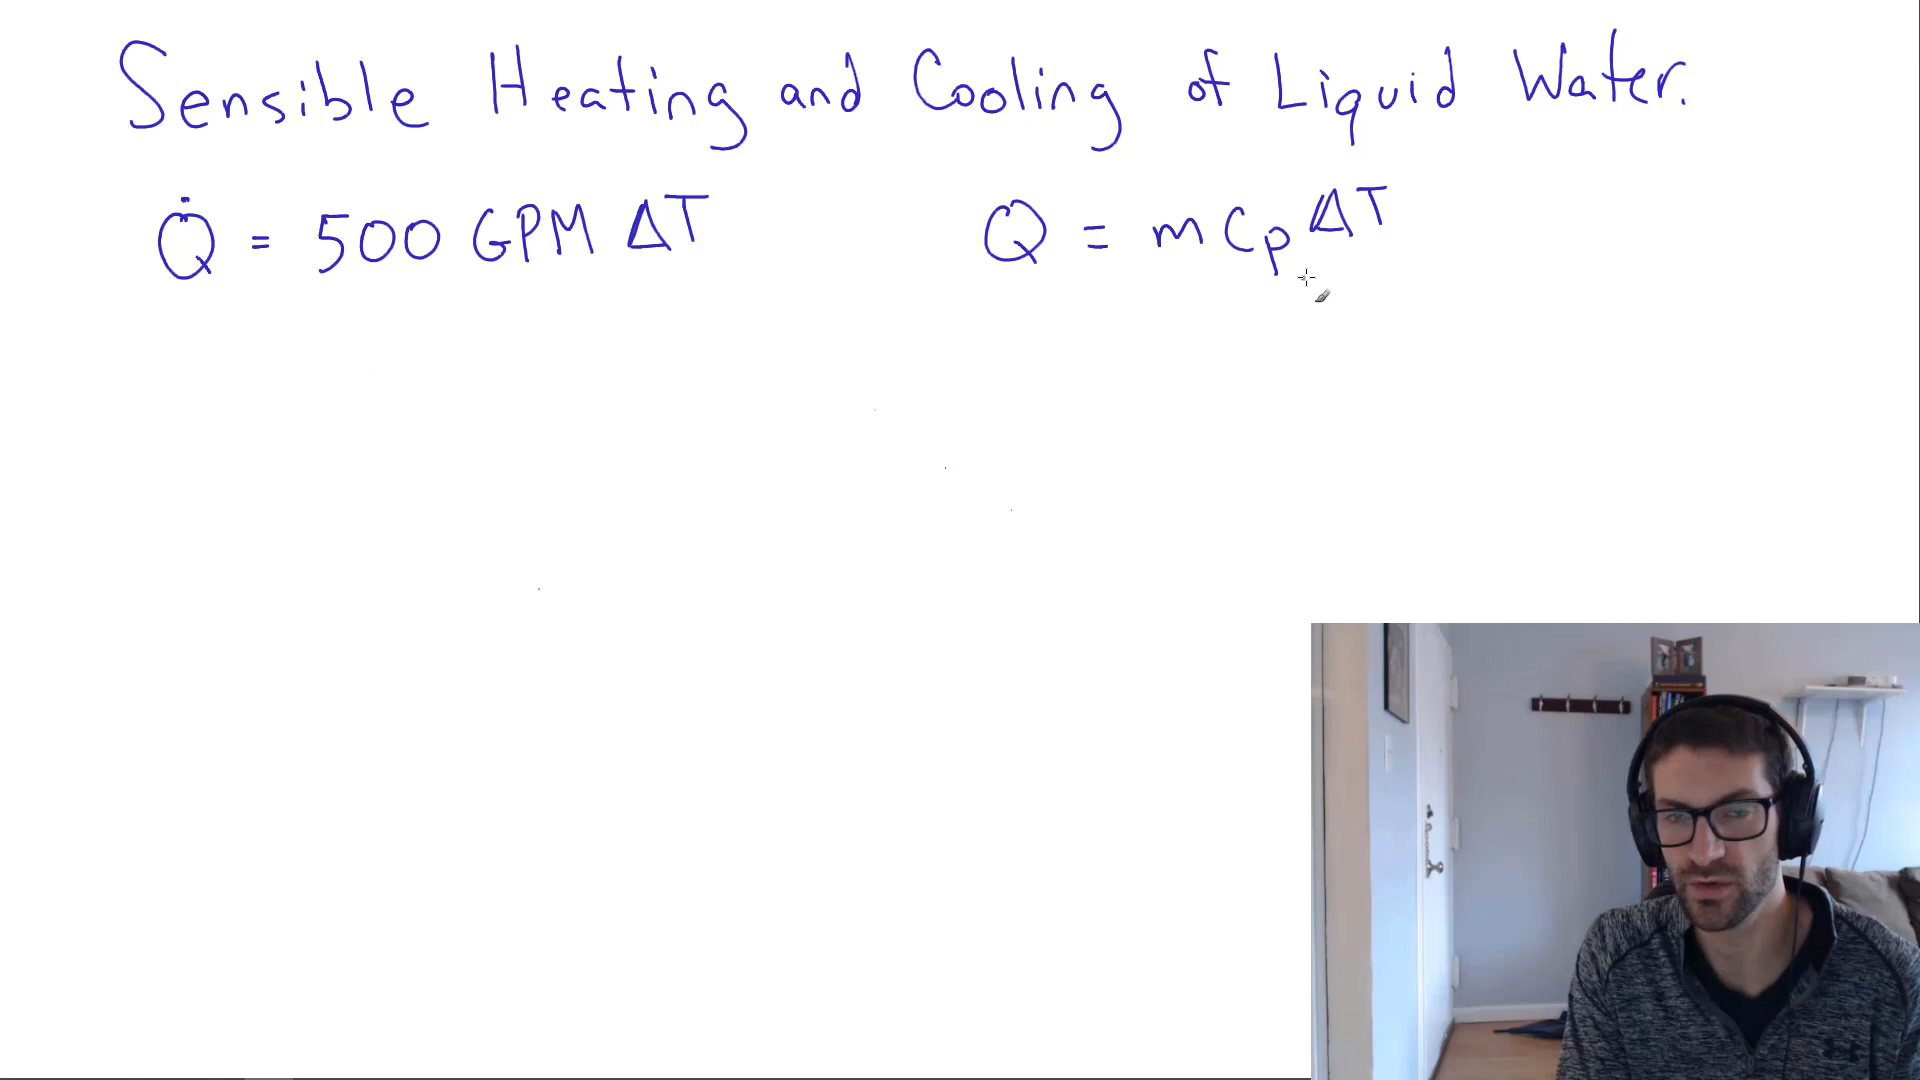 Sensible Heating and Cooling of Liquid Water.
Q̇ = 500 GPM ΔT
Q = m Cp ΔT